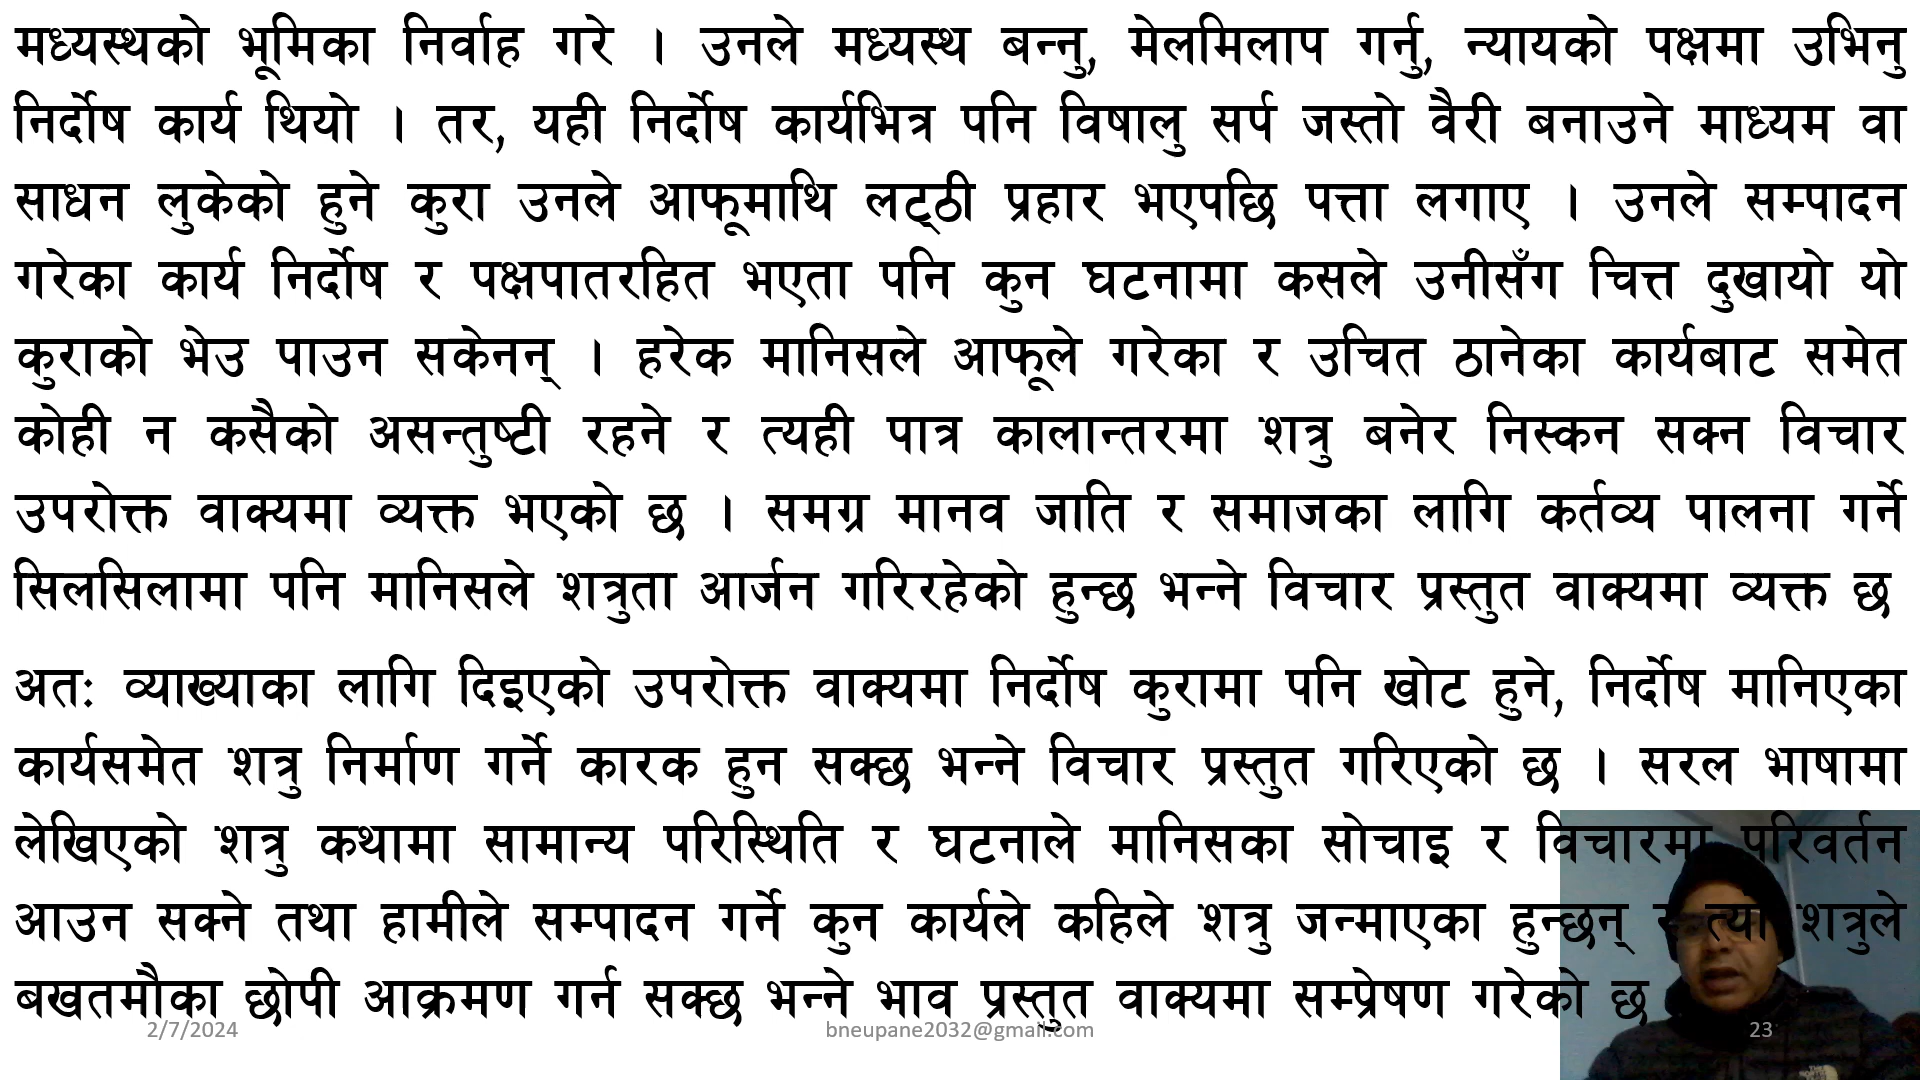 मध्यस्थको भूमिका निर्वाह गरे । उनले मध्यस्थ बन्नु, मेलमिलाप गर्नु, न्यायको पक्षमा उभिनु
निर्दोष कार्य थियो । तर, यही निर्दोष कार्यभित्र पनि विषालु सर्प जस्तो वैरी बनाउने माध्यम वा
साधन लुकेको हुने कुरा उनले आफूमाथि लट्ठी प्रहार भएपछि पत्ता लगाए । उनले सम्पादन
गरेका कार्य निर्दोष र पक्षपातरहित भएता पनि कुन घटनामा कसले उनीसँग चित्त दुखायो यो
कुराको भेउ पाउन सकेनन् । हरेक मानिसले आफूले गरेका र उचित ठानेका कार्यबाट समेत
कोही न कसैको असन्तुष्टी रहने र त्यही पात्र कालान्तरमा शत्रु बनेर निस्कन सक्न विचार
उपरोक्त वाक्यमा व्यक्त भएको छ । समग्र मानव जाति र समाजका लागि कर्तव्य पालना गर्ने
सिलसिलामा पनि मानिसले शत्रुता आर्जन गरिरहेको हुन्छ भन्ने विचार प्रस्तुत वाक्यमा व्यक्त छ
अतः व्याख्याका लागि दिइएको उपरोक्त वाक्यमा निर्दोष कुरामा पनि खोट हुने, निर्दोष मानिएका
कार्यसमेत शत्रु निर्माण गर्ने कारक हुन सक्छ भन्ने विचार प्रस्तुत गरिएको छ । सरल भाषामा
लेखिएको शत्रु कथामा सामान्य परिस्थिति र घटनाले मानिसका सोचाइ र विचारमा परिवर्तन
आउन सक्ने तथा हामीले सम्पादन गर्ने कुन कार्यले कहिले शत्रु जन्माएका हुन्छन् र त्यो शत्रुले
बखतमौका छोपी आक्रमण गर्न सक्छ भन्ने भाव प्रस्तुत वाक्यमा सम्प्रेषण गरेको छ
2/7/2024 bneupane2032@gmail.com 23